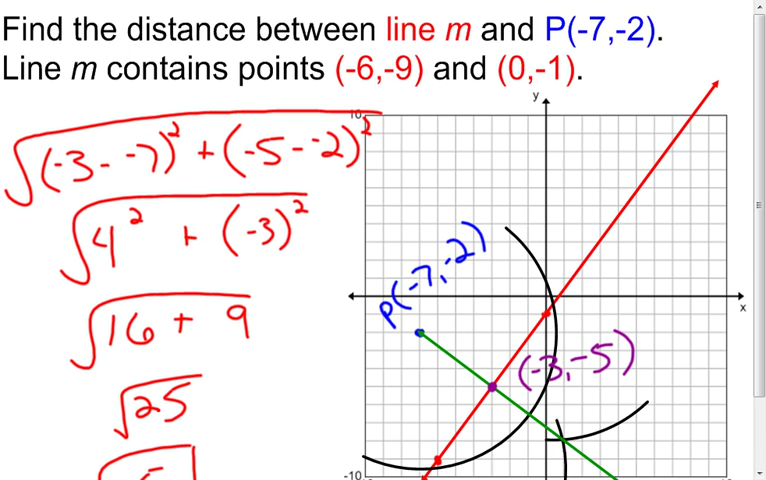 Find the distance between line m and P(-7,-2).
Line m contains points (-6,-9) and (0,-1).
√(-3--7)² + (-5--2)²
√4² + (-3)²
√16 + 9
√25
y
10
P(-7,-2)
x
(-3,-5)
-10